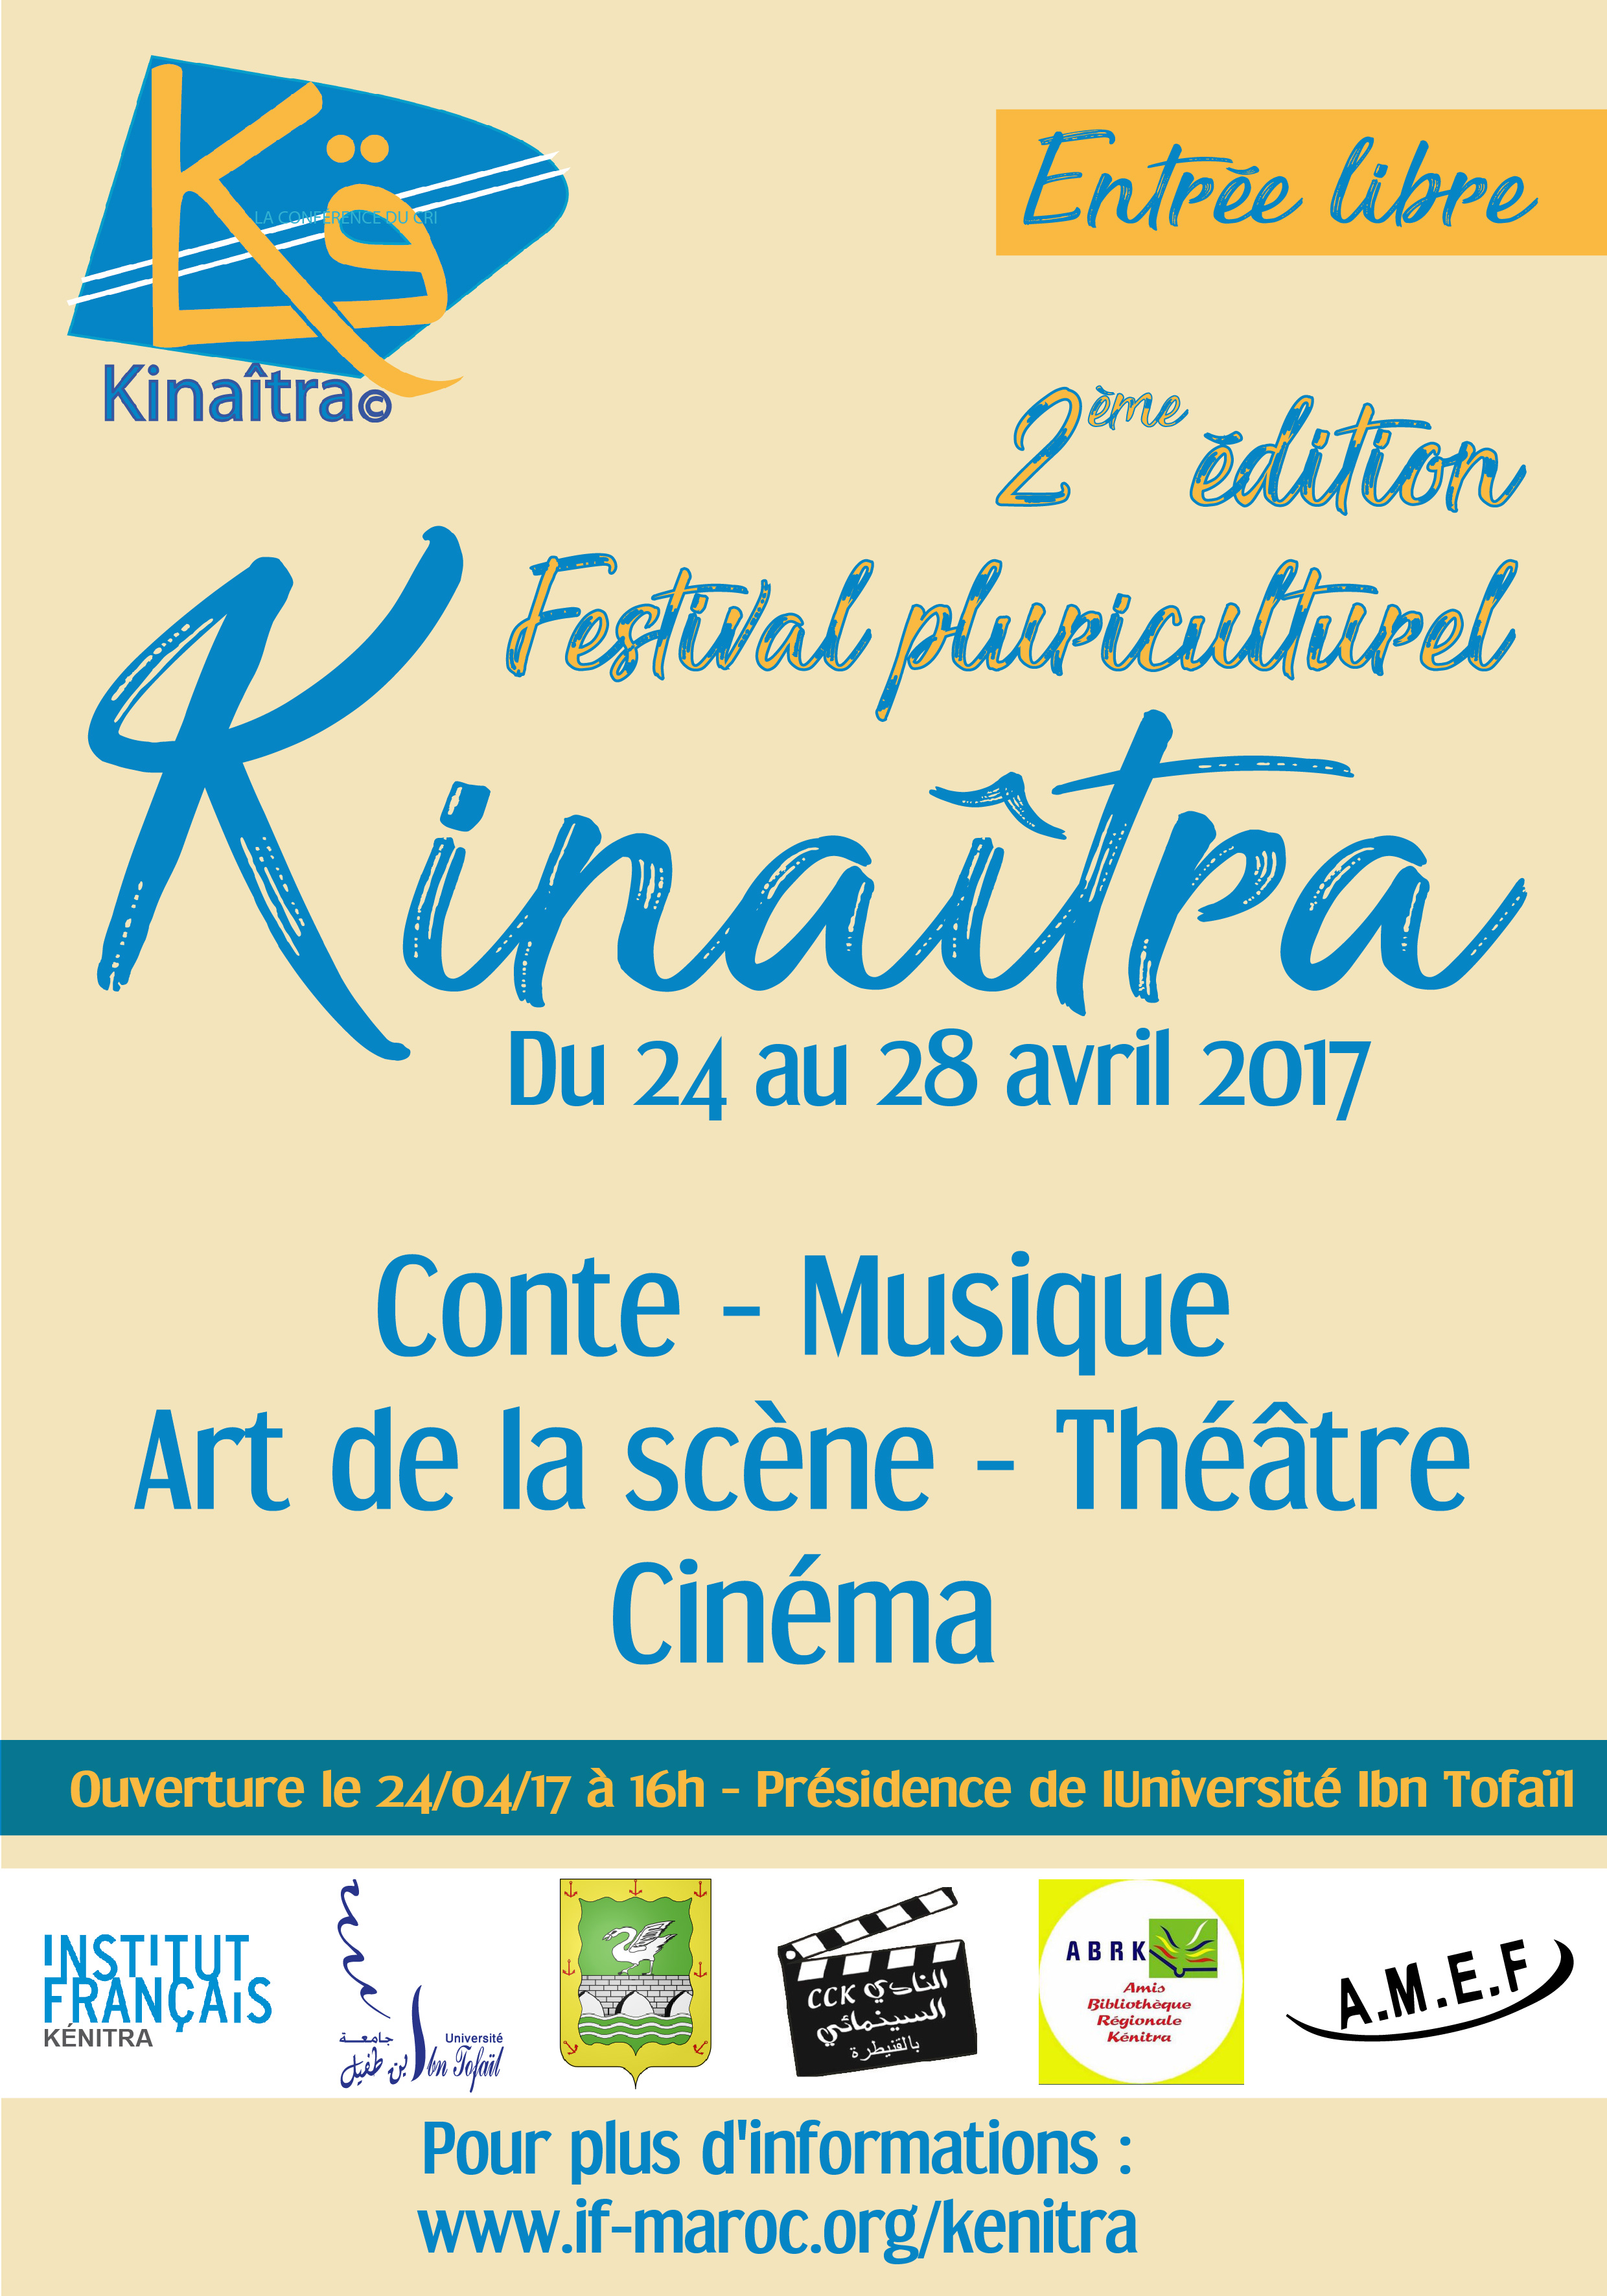 Kë
LA CONFERENCE DU CRI
Kinaîtra©
Entrée libre
2ème édition
Festival pluriculturel
Kinaîtra
Du 24 au 28 avril 2017
Conte - Musique
Art de la scène - Théâtre
Cinéma
Ouverture le 24/04/17 à 16h - Présidence de lUniversité Ibn Tofaïl
INSTITUT
FRANÇAIS
KÉNITRA
جامعة
ابن طفيل
Université
Ibn Tofaïl
CCK النادي
السينمائي
بالقنيطرة
ABRK
Amis
Bibliothèque
Régionale
Kénitra
A.M.E.F
Pour plus d'informations :
www.if-maroc.org/kenitra